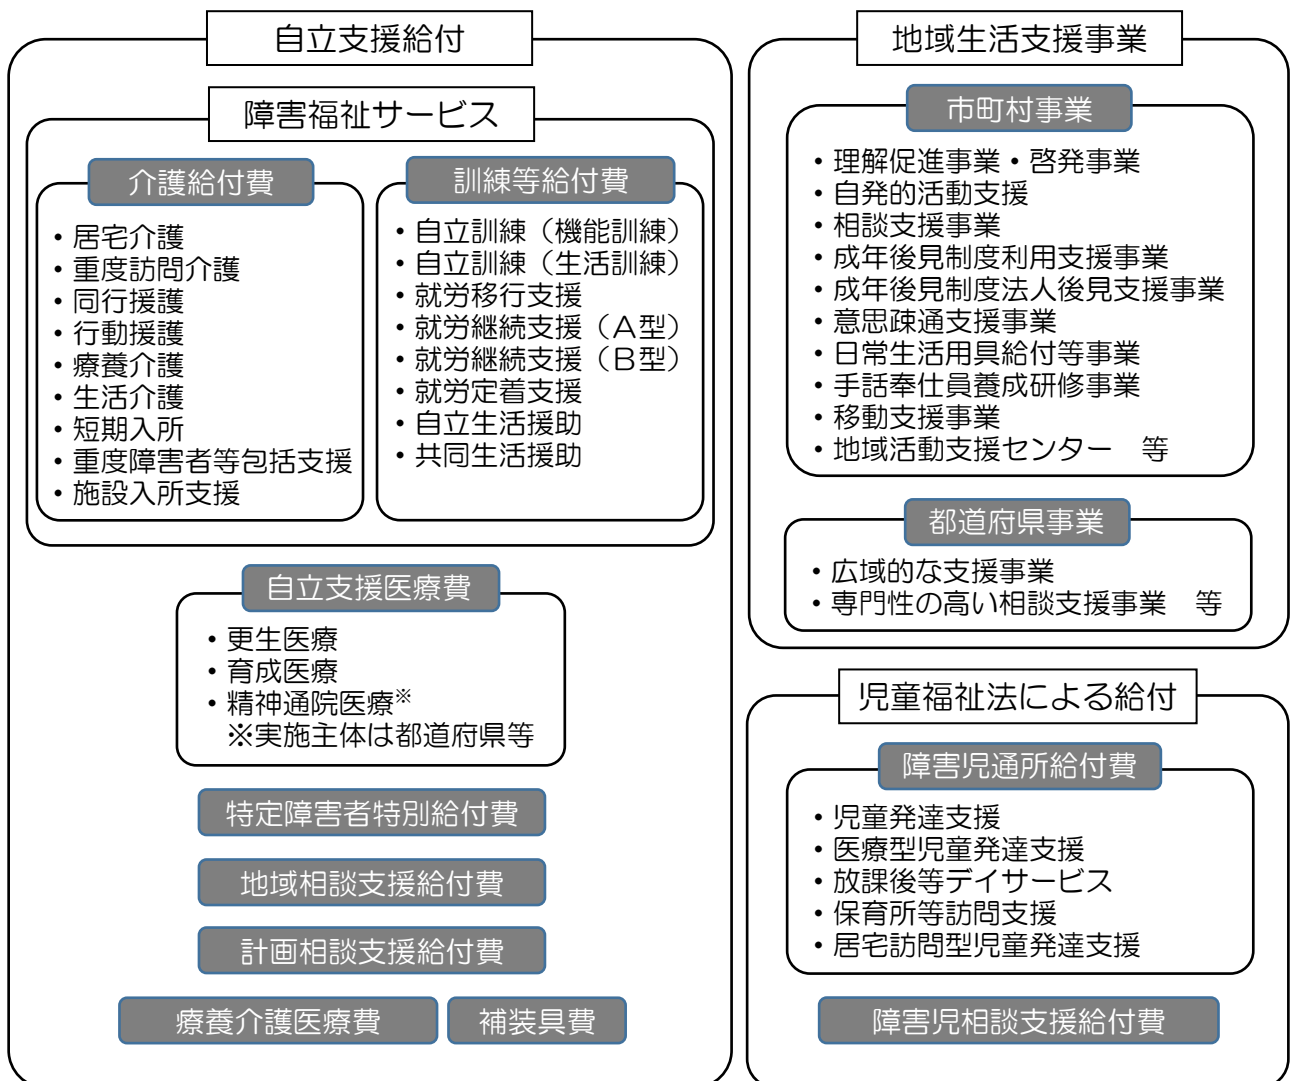 自立支援給付
障害福祉サービス
介護給付費
・居宅介護
・重度訪問介護
・同行援護
・行動援護
・療養介護
・生活介護
・短期入所
・重度障害者等包括支援
・施設入所支援
訓練等給付費
・自立訓練（機能訓練）
・自立訓練（生活訓練）
・就労移行支援
・就労継続支援（A型）
・就労継続支援（B型）
・就労定着支援
・自立生活援助
・共同生活援助
自立支援医療費
・更生医療
・育成医療
・精神通院医療※
※実施主体は都道府県等
特定障害者特別給付費
地域相談支援給付費
計画相談支援給付費
療養介護医療費
補装具費
地域生活支援事業
市町村事業
・理解促進事業・啓発事業
・自発的活動支援
・相談支援事業
・成年後見制度利用支援事業
・成年後見制度法人後見支援事業
・意思疎通支援事業
・日常生活用具給付等事業
・手話奉仕員養成研修事業
・移動支援事業
・地域活動支援センター　等
都道府県事業
・広域的な支援事業
・専門性の高い相談支援事業　等
児童福祉法による給付
障害児通所給付費
・児童発達支援
・医療型児童発達支援
・放課後等デイサービス
・保育所等訪問支援
・居宅訪問型児童発達支援
障害児相談支援給付費